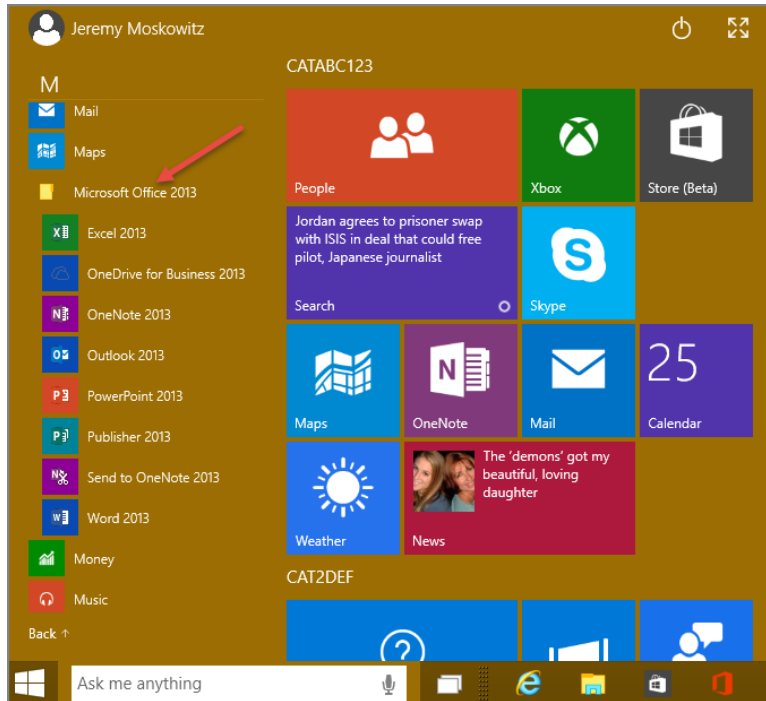 Jeremy Moskowitz
M
Mail
Maps
Microsoft Office 2013
Excel 2013
OneDrive for Business 2013
OneNote 2013
Outlook 2013
PowerPoint 2013
Publisher 2013
Send to OneNote 2013
Word 2013
Money
Music
Back ↑
CATABC123
People
Xbox
Store (Beta)
Jordan agrees to prisoner swap
with ISIS in deal that could free
pilot, Japanese journalist
Search
Skype
Maps
OneNote
Mail
25
Calendar
Weather
The ‘demons’ got my
beautiful, loving
daughter
News
CAT2DEF
Ask me anything